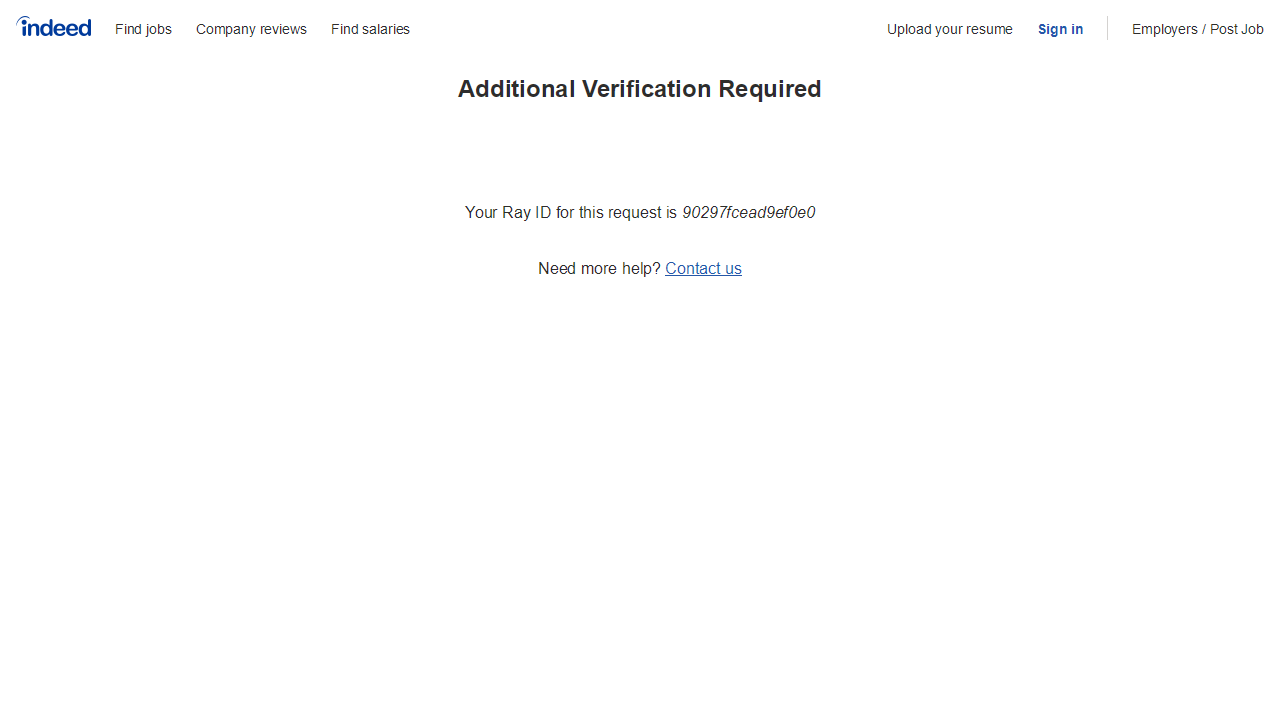 indeed Find jobs Company reviews Find salaries Upload your resume Sign in Employers / Post Job
Additional Verification Required
Your Ray ID for this request is 90297fcead9ef0e0
Need more help? Contact us